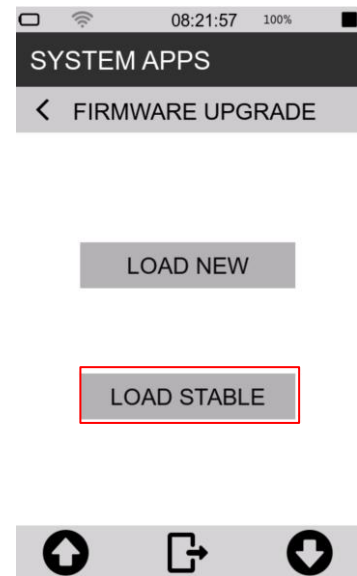 08:21:57 100%
SYSTEM APPS
FIRMWARE UPGRADE
LOAD NEW
LOAD STABLE